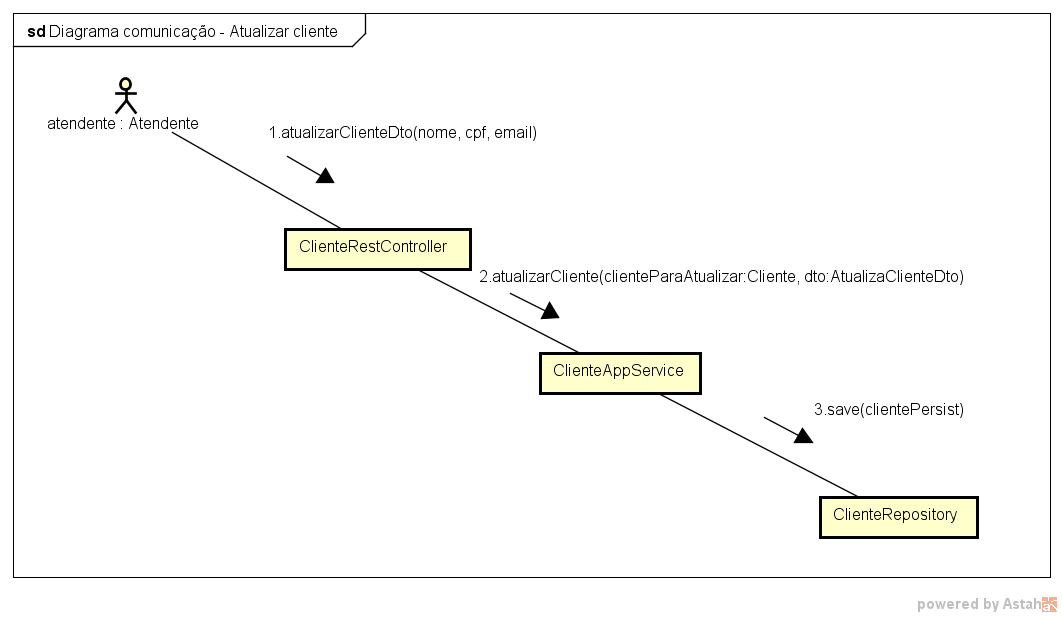 sd Diagrama comunicação - Atualizar cliente
atendente : Atendente
1.atualizarClienteDto(nome, cpf, email)
ClienteRestController
2.atualizarCliente(clienteParaAtualizar:Cliente, dto:AtualizaClienteDto)
ClienteAppService
3.save(clientePersist)
ClienteRepository
powered by Astah